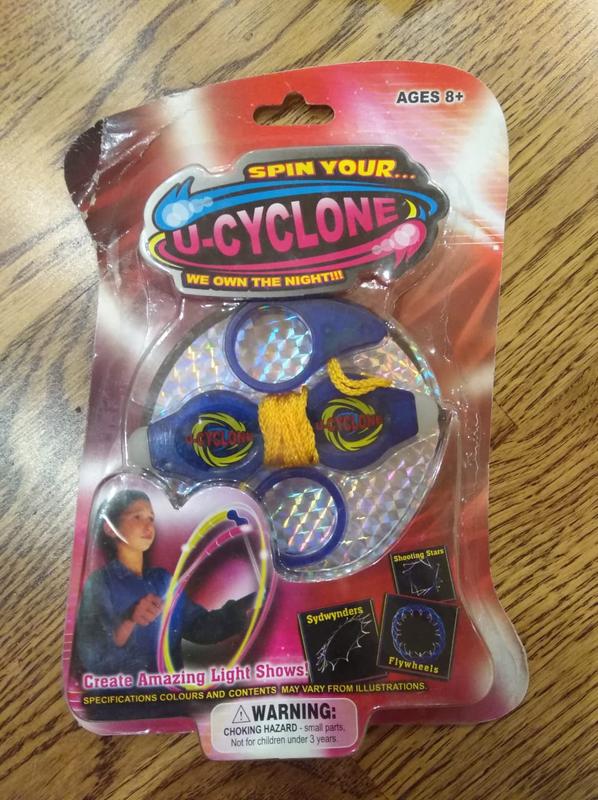 AGES 8+
SPIN YOUR...
U-CYCLONE
WE OWN THE NIGHT!!!
U-CYCLONE
U-CYCLONE
Shooting Stars
Sydwynders
Flywheels
Create Amazing Light Shows!
SPECIFICATIONS COLOURS AND CONTENTS MAY VARY FROM ILLUSTRATIONS.
WARNING:
CHOKING HAZARD - small parts,
Not for children under 3 years.